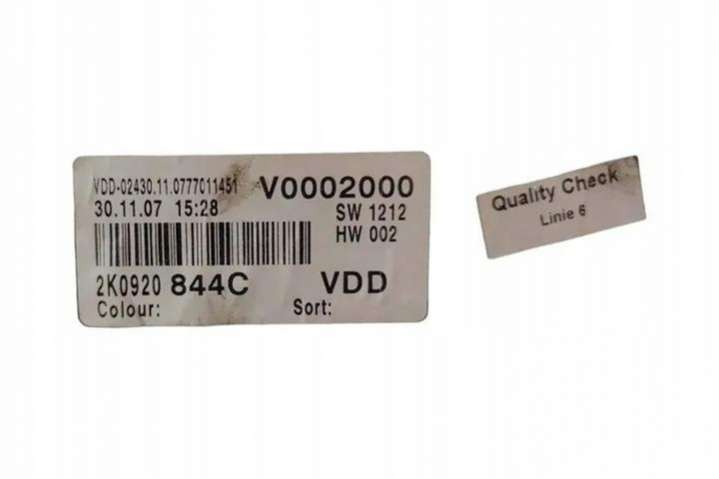 VDD-02430.11.0777011451 V0002000
30.11.07 15:28 SW 1212
HW 002
2K0920 844C VDD
Colour: Sort:
Quality Check
Linie 6